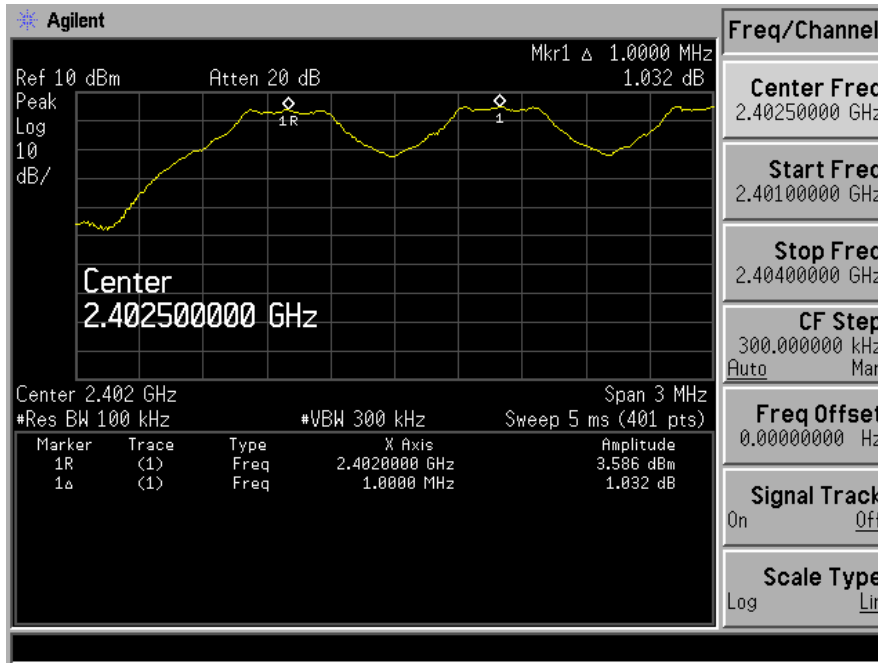 Agilent
Freq/Channel
Mkr1 Δ 1.0000 MHz
Ref 10 dBm Atten 20 dB 1.032 dB
Peak
Log
10
dB/
1R
1
Center
2.402500000 GHz
Center 2.402 GHz Span 3 MHz
#Res BW 100 kHz #VBW 300 kHz Sweep 5 ms (401 pts)
Marker Trace Type X Axis Amplitude
1R (1) Freq 2.4020000 GHz 3.586 dBm
1Δ (1) Freq 1.0000 MHz 1.032 dB
Center Freq
2.40250000 GHz
Start Freq
2.40100000 GHz
Stop Freq
2.40400000 GHz
CF Step
300.000000 kHz
Auto Man
Freq Offset
0.00000000 Hz
Signal Track
On Off
Scale Type
Log Lin